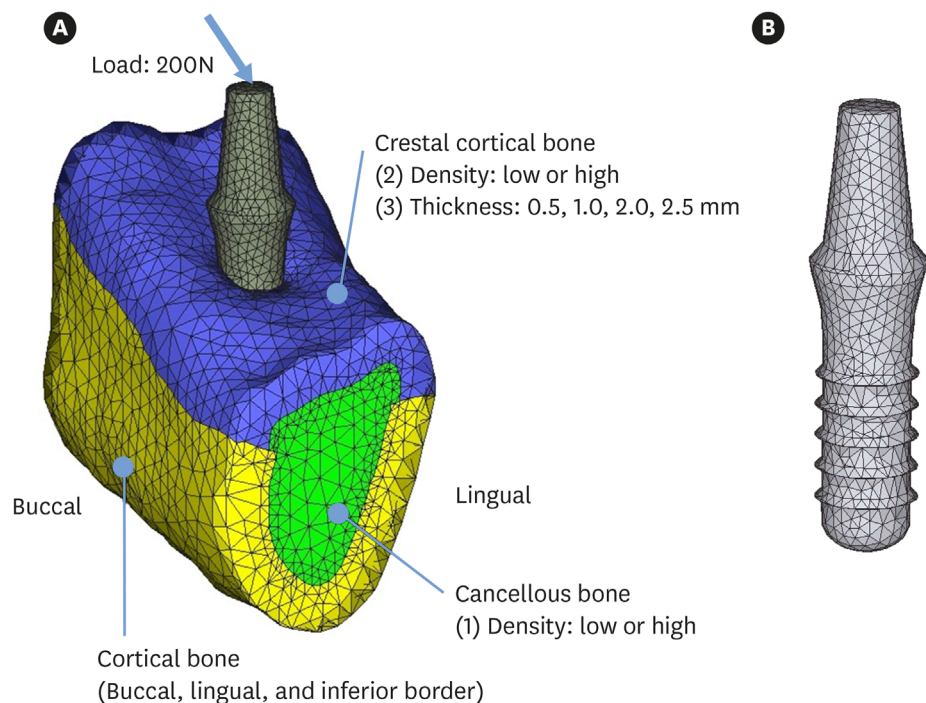 A
B
Load: 200N
Crestal cortical bone
(2) Density: low or high
(3) Thickness: 0.5, 1.0, 2.0, 2.5 mm
Buccal
Lingual
Cancellous bone
(1) Density: low or high
Cortical bone
(Buccal, lingual, and inferior border)